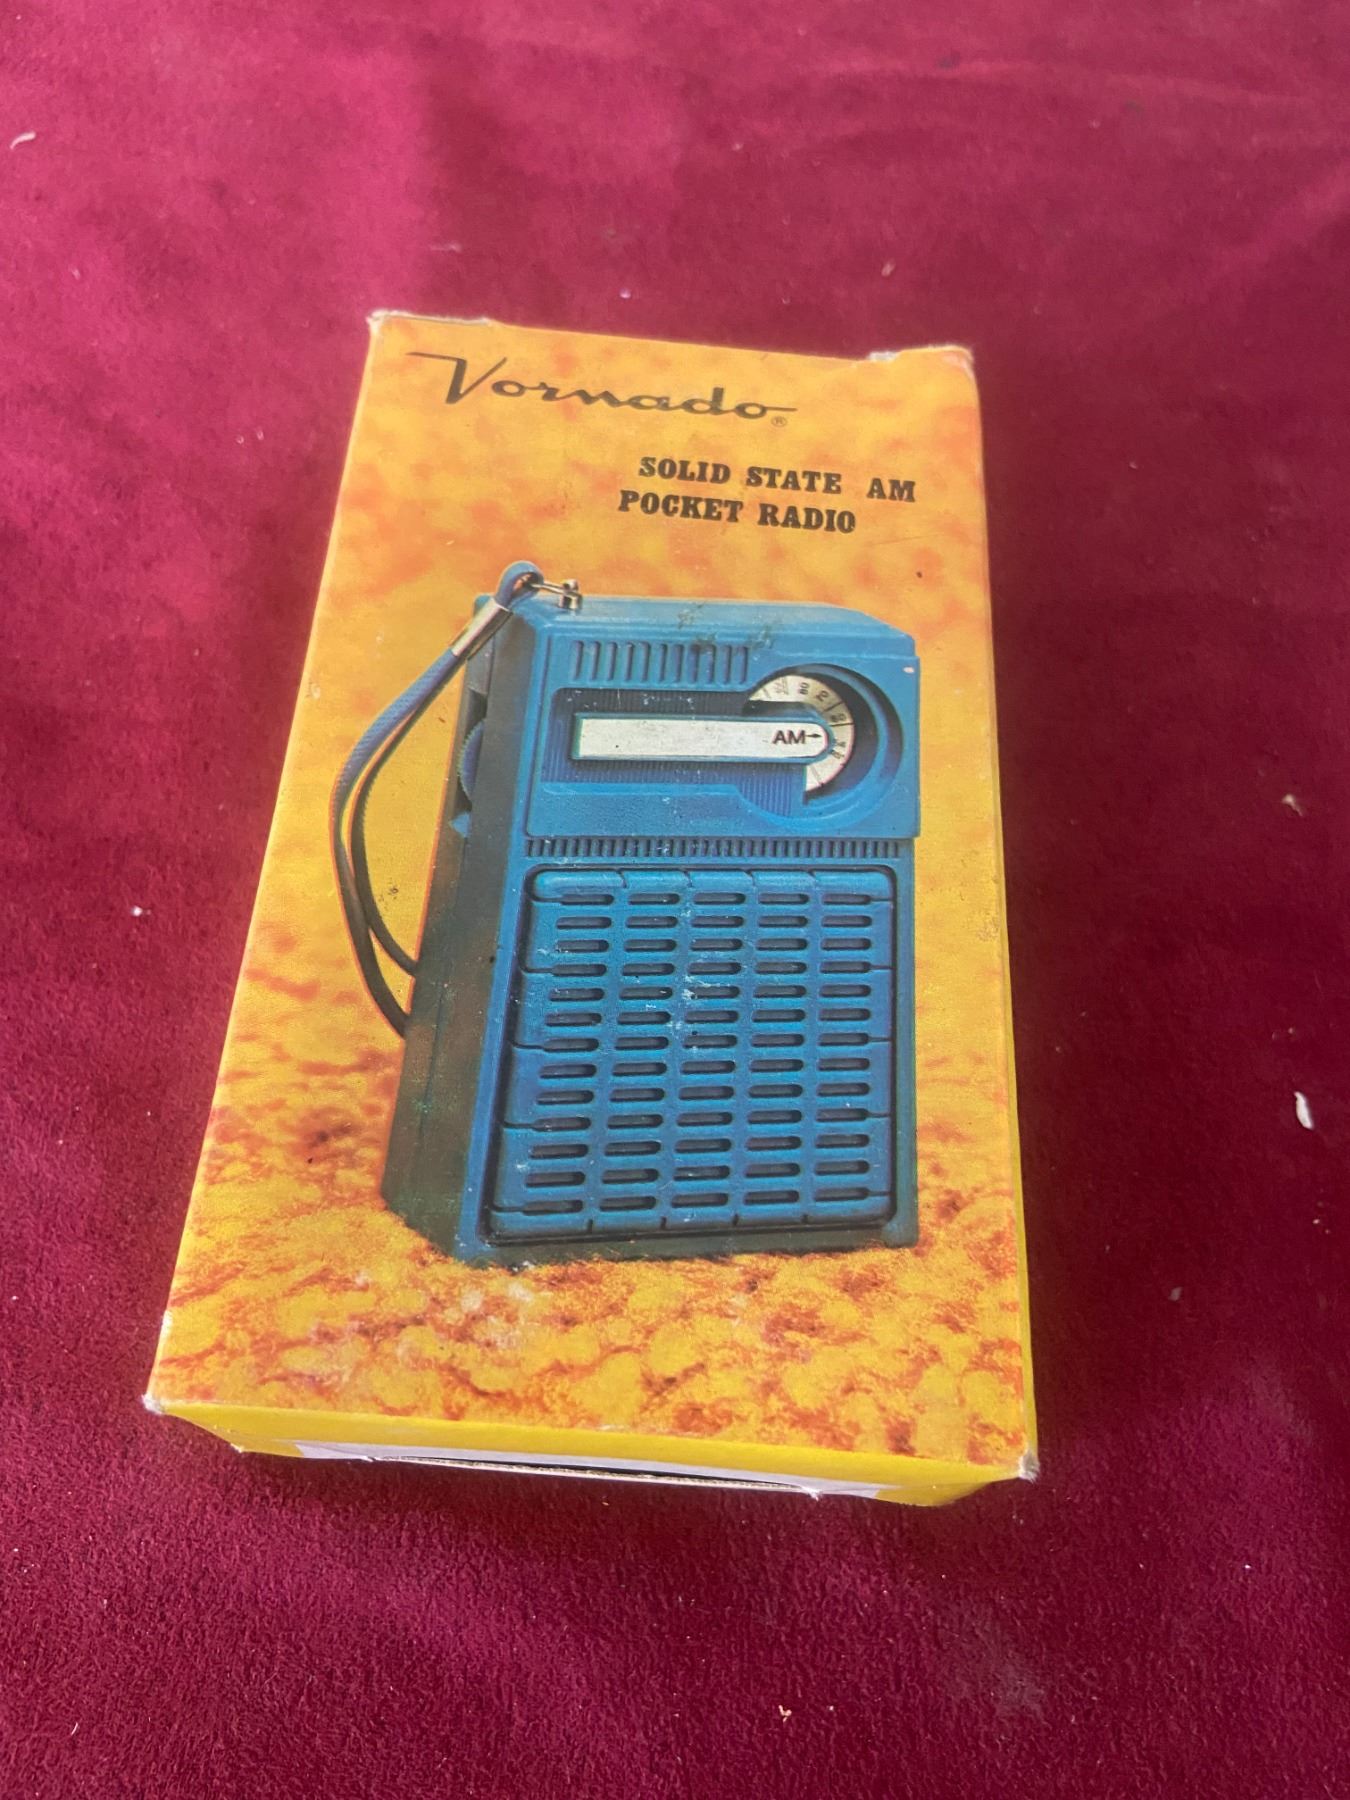 Vornado®
SOLID STATE AM
POCKET RADIO
AM